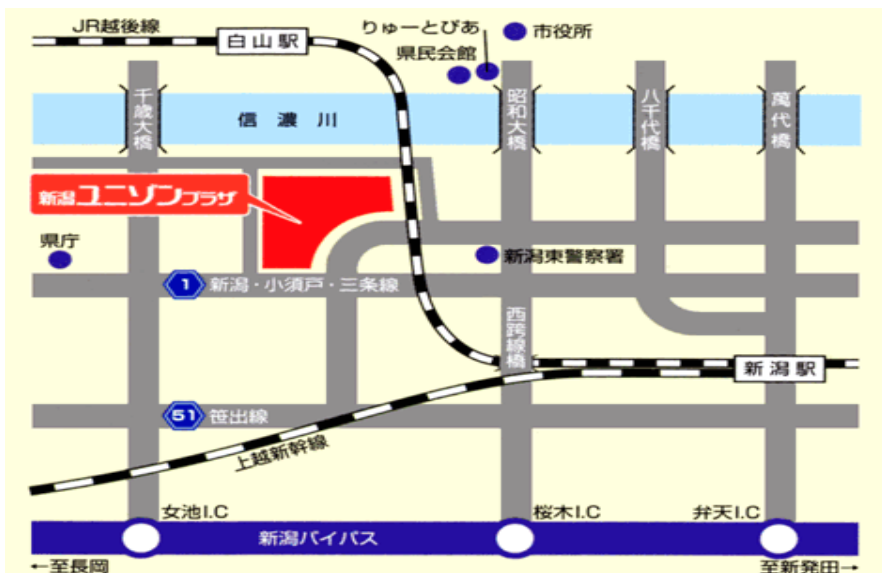 JR越後線
白山駅
りゅーとぴあ
県民会館
市役所
千歳大橋
信濃川
昭和大橋
八千代橋
萬代橋
新潟ユニゾンプラザ
県庁
新潟東警察署
1
新潟・小須戸・三条線
西跨線橋
新潟駅
51
笹出線
上越新幹線
女池I.C
桜木I.C
弁天I.C
新潟バイパス
←至長岡
至新発田→